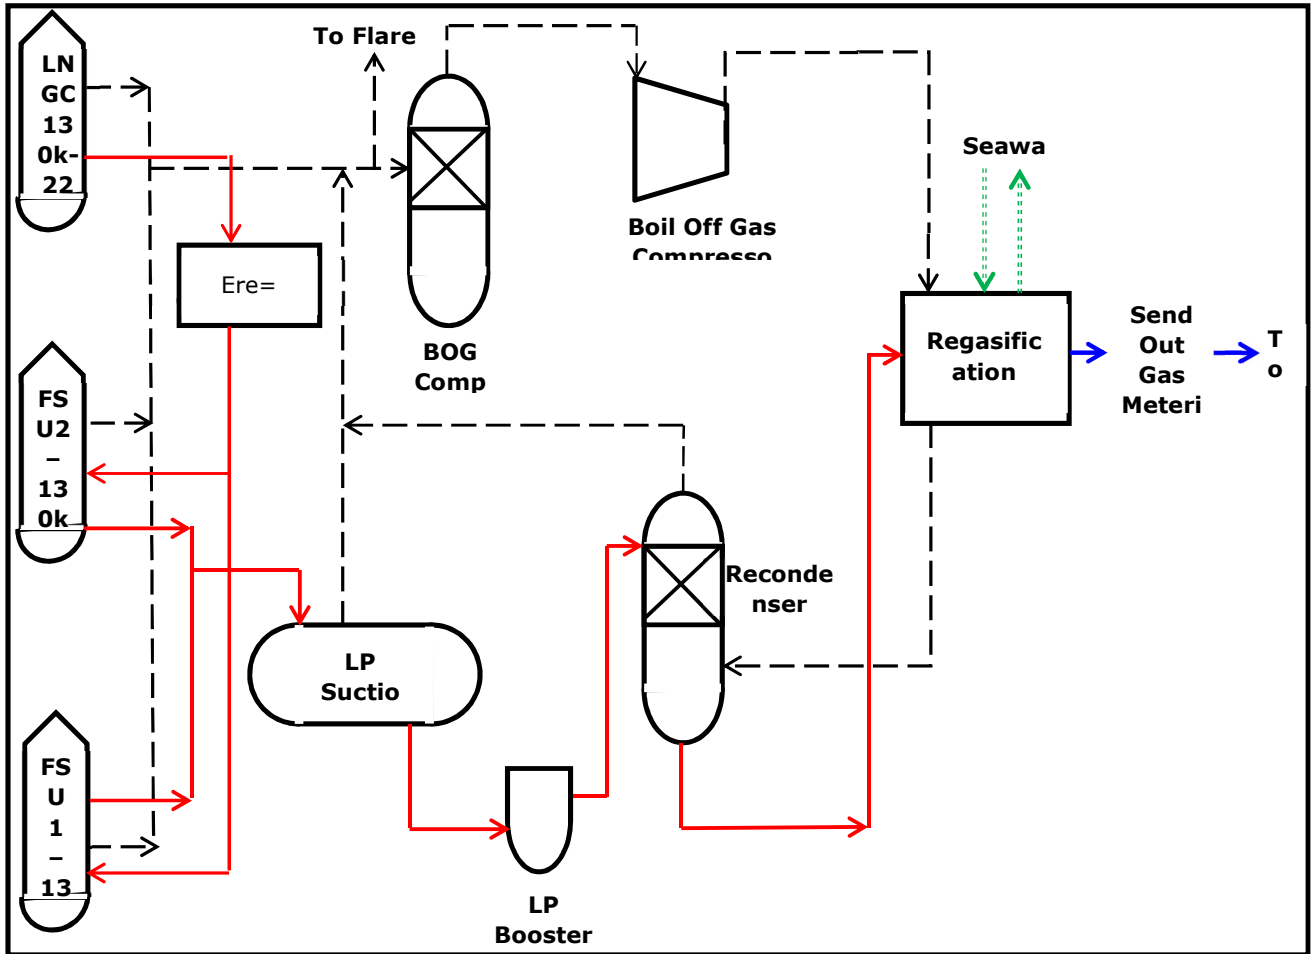 LN
GC
13
0k-
22
To Flare
Seawa
Boil Off Gas
Compresso
Ere=
BOG
Comp
Regasific
ation
Send
Out
Gas
Meteri
T
o
FS
U2
–
13
0k
Reconde
nser
LP
Suctio
FS
U
1
–
13
LP
Booster